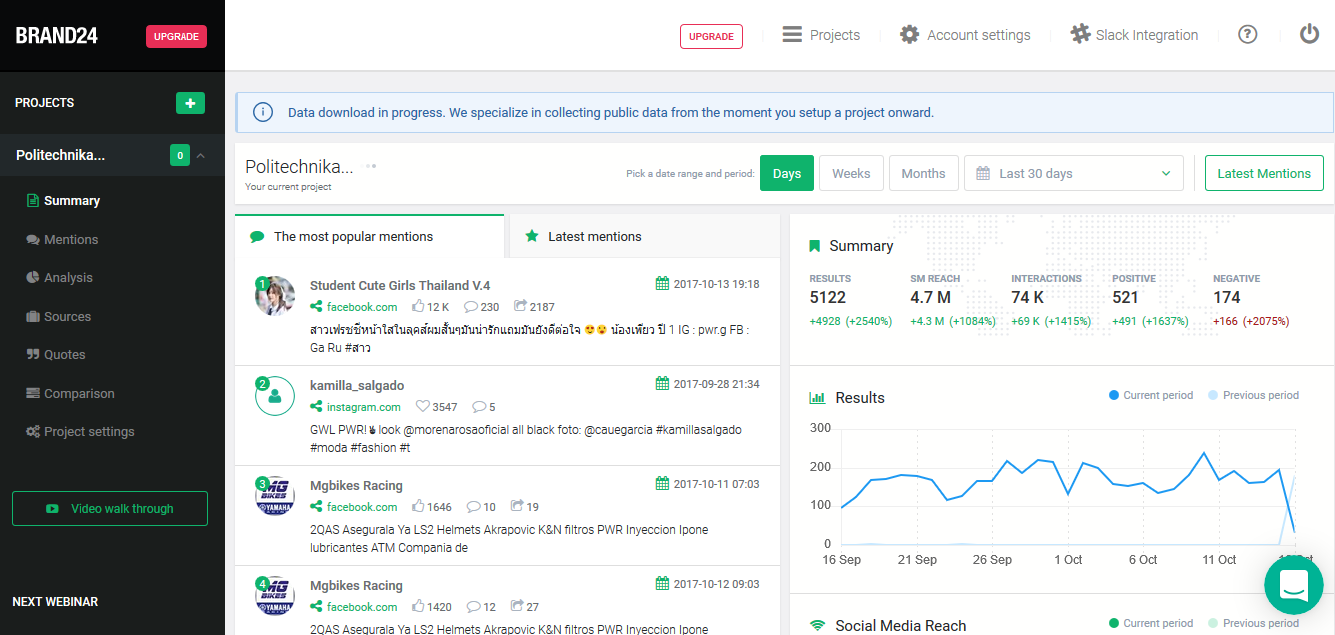 BRAND24
UPGRADE
UPGRADE
Projects
Account settings
Slack Integration
?
PROJECTS
+
Politechnika...
0
Summary
Mentions
Analysis
Sources
Quotes
Comparison
Project settings
Video walk through
NEXT WEBINAR
Data download in progress. We specialize in collecting public data from the moment you setup a project onward.
Politechnika...
Your current project
Pick a date range and period:
Days
Weeks
Months
Last 30 days
Latest Mentions
The most popular mentions
Latest mentions
1
Student Cute Girls Thailand V.4
2017-10-13 19:18
facebook.com 12 K 230 2187
สาวเฟรชชี่หน้าใสในลุคส์ผมสั้นๆมันน่ารักแถมมันยังดีต่อใจ 😍😍 น้องเพียว ปี 1 IG : pwr.g FB :
Ga Ru #สาว
2
kamilla_salgado
2017-09-28 21:34
instagram.com 3547 5
GWL PWR! look @morenarosaoficial all black foto: @cauegarcia #kamillasalgado
#moda #fashion #t
3
MG
BIKES
YAMAHA
Mgbikes Racing
2017-10-11 07:03
facebook.com 1646 10 19
2QAS Asegurala Ya LS2 Helmets Akrapovic K&N filtros PWR Inyeccion Ipone
lubricantes ATM Compania de
4
MG
BIKES
YAMAHA
Mgbikes Racing
2017-10-12 09:03
facebook.com 1420 12 27
2QAS Asegurala Ya LS2 Helmets Akrapovic K&N filtros PWR Inyeccion Ipone
Summary
RESULTS SM REACH INTERACTIONS POSITIVE NEGATIVE
5122 4.7 M 74 K 521 174
+4928 (+2540%) +4.3 M (+1084%) +69 K (+1415%) +491 (+1637%) +166 (+2075%)
Results
Current period Previous period
300
200
100
0
16 Sep 21 Sep 26 Sep 1 Oct 6 Oct 11 Oct
Social Media Reach
Current period Previous period